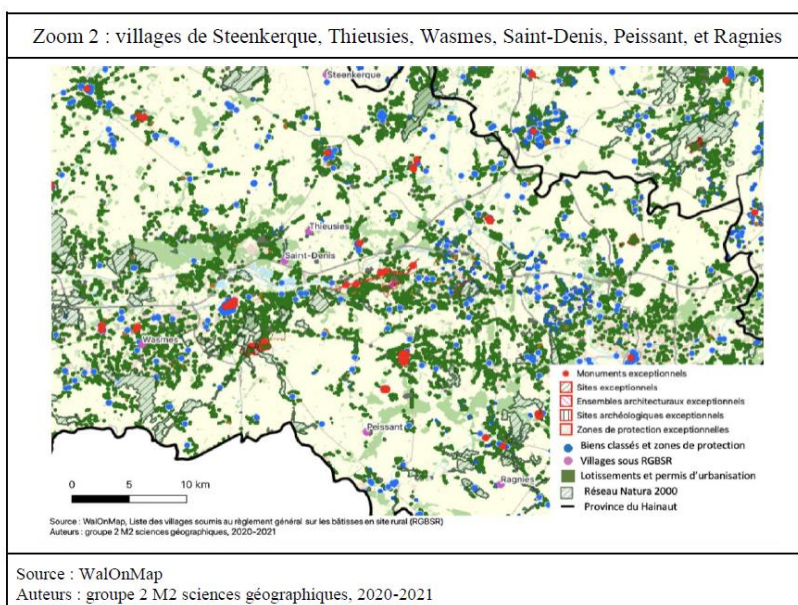 Zoom 2 : villages de Steenkerque, Thieusies, Wasmes, Saint-Denis, Peissant, et Ragnies
Steenkerque
Thieusies
Saint-Denis
Wasmes
Peissant
Ragnies
Monuments exceptionnels
Sites exceptionnels
Ensembles architecturaux exceptionnels
Sites archéologiques exceptionnels
Zones de protection exceptionnelles
Biens classés et zones de protection
Villages sous RGBSR
Lotissements et permis d'urbanisation
Réseau Natura 2000
Province du Hainaut
0 5 10 km
Source : WalOnMap, Liste des villages soumis au règlement général sur les bâtisses en site rural (RGBSR)
Auteurs : groupe 2 M2 sciences géographiques, 2020-2021
Source : WalOnMap
Auteurs : groupe 2 M2 sciences géographiques, 2020-2021